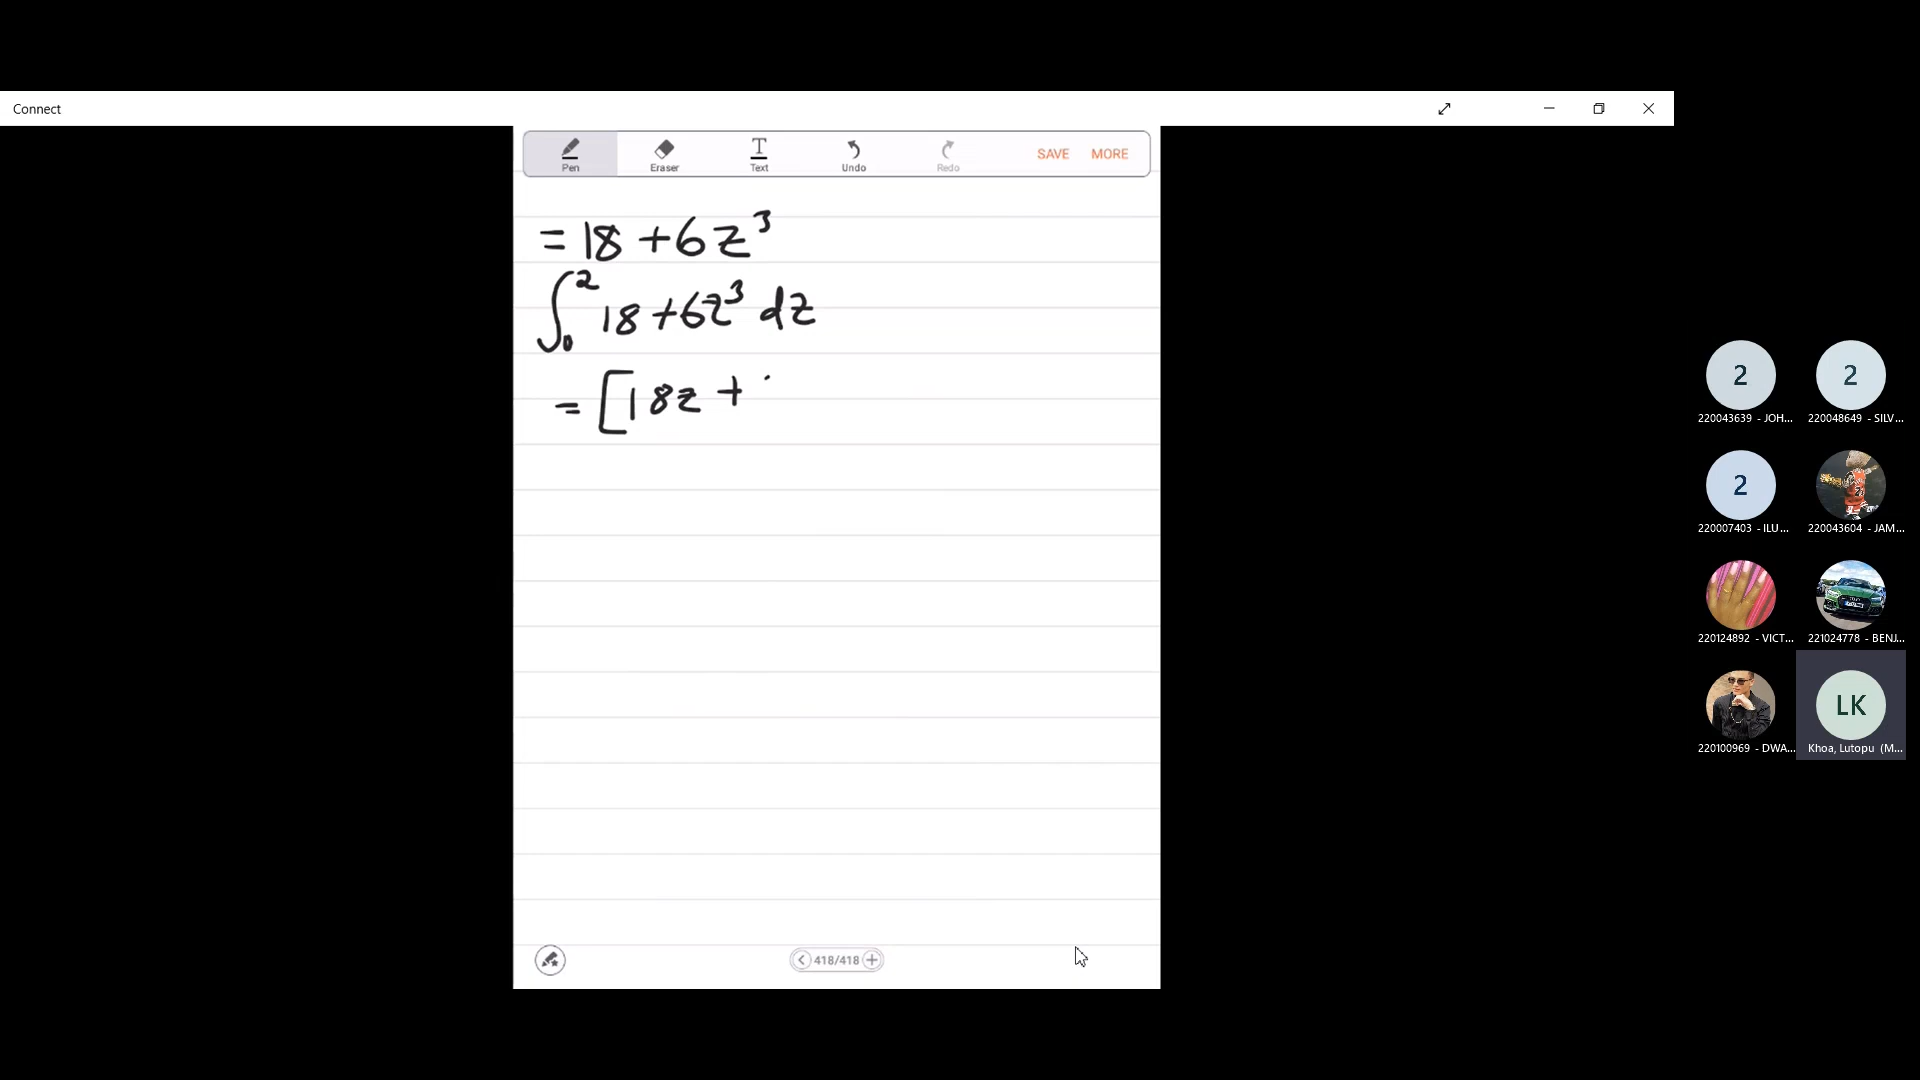 Connect
Pen Eraser Text Undo Redo SAVE MORE
= 18 + 6z³
∫₀² 18 + 6z³ dz
= [18z +
418/418
2 2
220043639 - JOH... 220048649 - SILV...
2
220007403 - ILU... 220043604 - JAM...
220124892 - VICT... 221024778 - BENJ...
LK
220100969 - DWA... Khoa, Lutopu (M...